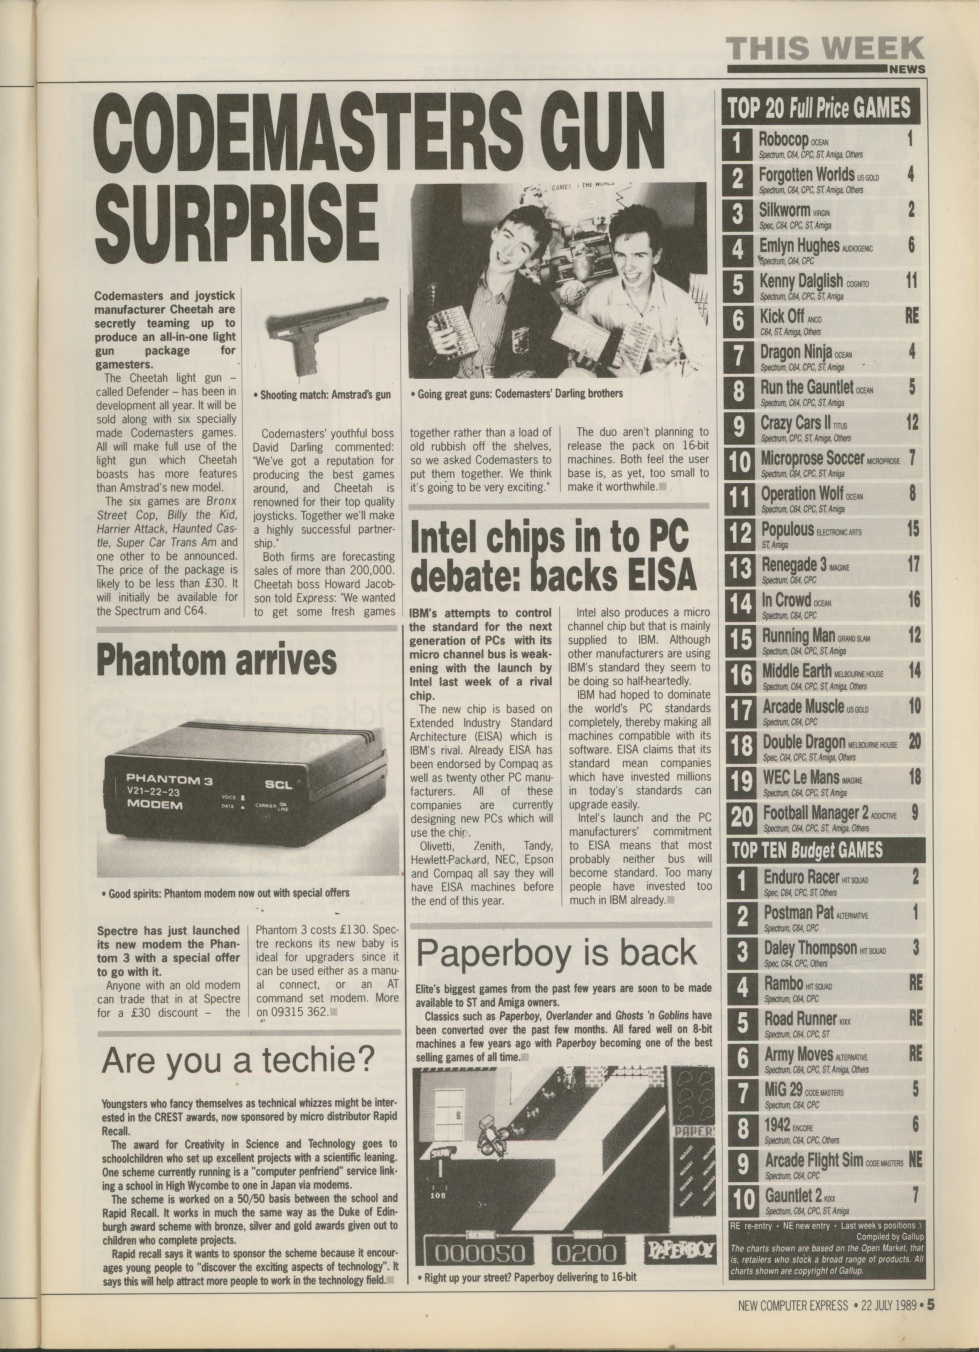 THIS WEEK
NEWS
CODEMASTERS GUN
SURPRISE
Codemasters and joystick
manufacturer Cheetah are
secretly teaming up to
produce an all-in-one light
gun package for
gamesters.
The Cheetah light gun –
called Defender – has been in
development all year. It will be
sold along with six specially
made Codemasters games.
All will make full use of the
light gun which Cheetah
boasts has more features
than Amstrad's new model.
The six games are Bronx
Street Cop, Billy the Kid,
Harrier Attack, Haunted Cas-
tle, Super Car Trans Am and
one other to be announced.
The price of the package is
likely to be less than £30. It
will initially be available for
the Spectrum and C64.
• Shooting match: Amstrad's gun
Codemasters' youthful boss
David Darling commented:
"We've got a reputation for
producing the best games
around, and Cheetah is
renowned for their top quality
joysticks. Together we'll make
a highly successful partner-
ship."
Both firms are forecasting
sales of more than 200,000.
Cheetah boss Howard Jacob-
son told Express: "We wanted
to get some fresh games
GAMES THE WORLD
• Going great guns: Codemasters' Darling brothers
together rather than a load of
old rubbish off the shelves,
so we asked Codemasters to
put them together. We think
it's going to be very exciting."
The duo aren't planning to
release the pack on 16-bit
machines. Both feel the user
base is, as yet, too small to
make it worthwhile.
Phantom arrives
PHANTOM 3
V21-22-23
MODEM
SCL
VOICE
DATA
CARRIER
ON
LINE
• Good spirits: Phantom modem now out with special offers
Spectre has just launched
its new modem the Phan-
tom 3 with a special offer
to go with it.
Anyone with an old modem
can trade that in at Spectre
for a £30 discount – the
Phantom 3 costs £130. Spec-
tre reckons its new baby is
ideal for upgraders since it
can be used either as a manu-
al connect, or an AT
command set modem. More
on 09315 362.
Are you a techie?
Youngsters who fancy themselves as technical whizzes might be inter-
ested in the CREST awards, now sponsored by micro distributor Rapid
Recall.
The award for Creativity in Science and Technology goes to
schoolchildren who set up excellent projects with a scientific leaning.
One scheme currently running is a "computer penfriend" service link-
ing a school in High Wycombe to one in Japan via modems.
The scheme is worked on a 50/50 basis between the school and
Rapid Recall. It works in much the same way as the Duke of Edin-
burgh award scheme with bronze, silver and gold awards given out to
children who complete projects.
Rapid recall says it wants to sponsor the scheme because it encour-
ages young people to "discover the exciting aspects of technology". It
says this will help attract more people to work in the technology field.
Intel chips in to PC
debate: backs EISA
IBM's attempts to control
the standard for the next
generation of PCs with its
micro channel bus is weak-
ening with the launch by
Intel last week of a rival
chip.
The new chip is based on
Extended Industry Standard
Architecture (EISA) which is
IBM's rival. Already EISA has
been endorsed by Compaq as
well as twenty other PC manu-
facturers. All of these
companies are currently
designing new PCs which will
use the chip.
Olivetti, Zenith, Tandy,
Hewlett-Packard, NEC, Epson
and Compaq all say they will
have EISA machines before
the end of this year.
Intel also produces a micro
channel chip but that is mainly
supplied to IBM. Although
other manufacturers are using
IBM's standard they seem to
be doing so half-heartedly.
IBM had hoped to dominate
the world's PC standards
completely, thereby making all
machines compatible with its
software. EISA claims that its
standard mean companies
which have invested millions
in today's standards can
upgrade easily.
Intel's launch and the PC
manufacturers' commitment
to EISA means that most
probably neither bus will
become standard. Too many
people have invested too
much in IBM already.
Paperboy is back
Elite's biggest games from the past few years are soon to be made
available to ST and Amiga owners.
Classics such as Paperboy, Overlander and Ghosts 'n Goblins have
been converted over the past few months. All fared well on 8-bit
machines a few years ago with Paperboy becoming one of the best
selling games of all time.
PAPER
SUN
108
000050 0200 PAPERBOY
• Right up your street? Paperboy delivering to 16-bit
TOP 20 Full Price GAMES
1 Robocop OCEAN 1
Spectrum, C64, CPC, ST, Amiga, Others
2 Forgotten Worlds US GOLD 4
Spectrum, C64, CPC, ST, Amiga, Others
3 Silkworm VIRGIN 2
Spec, C64, CPC, ST, Amiga
4 Emlyn Hughes AUDIOGENIC 6
Spectrum, C64, CPC
5 Kenny Dalglish COGNITO 11
Spectrum, C64, CPC, ST, Amiga
6 Kick Off ANCO RE
C64, ST, Amiga, Others
7 Dragon Ninja OCEAN 4
Spectrum, C64, CPC, ST, Amiga
8 Run the Gauntlet OCEAN 5
Spectrum, C64, CPC, ST, Amiga
9 Crazy Cars II TITUS 12
Spectrum, CPC, ST, Amiga, Others
10 Microprose Soccer MICROPROSE 7
Spectrum, C64, CPC, ST, Amiga
11 Operation Wolf OCEAN 8
Spectrum, C64, CPC, ST, Amiga
12 Populous ELECTRONIC ARTS 15
ST, Amiga
13 Renegade 3 IMAGINE 17
Spectrum, C64, CPC
14 In Crowd OCEAN 16
Spectrum, C64, CPC
15 Running Man GRAND SLAM 12
Spectrum, C64, CPC, ST, Amiga
16 Middle Earth MELBOURNE HOUSE 14
Spectrum, C64, CPC, ST, Amiga, Others
17 Arcade Muscle US GOLD 10
Spectrum, C64, CPC
18 Double Dragon MELBOURNE HOUSE 20
Spec, C64, CPC, ST, Amiga, Others
19 WEC Le Mans IMAGINE 18
Spectrum, C64, CPC, ST, Amiga
20 Football Manager 2 ADDICTIVE 9
Spectrum, C64, CPC, ST, Amiga, Others
TOP TEN Budget GAMES
1 Enduro Racer HIT SQUAD 2
Spec, C64, CPC, ST, Others
2 Postman Pat ALTERNATIVE 1
Spectrum, C64, CPC
3 Daley Thompson HIT SQUAD 3
Spec, C64, CPC, Others
4 Rambo HIT SQUAD RE
Spectrum, C64, CPC
5 Road Runner KIXX RE
Spectrum, C64, CPC, ST
6 Army Moves ALTERNATIVE RE
Spectrum, C64, CPC, ST, Amiga, Others
7 MiG 29 CODE MASTERS 5
Spectrum, C64, CPC
8 1942 ENCORE 6
Spectrum, C64, CPC, Others
9 Arcade Flight Sim CODE MASTERS NE
Spectrum, C64, CPC
10 Gauntlet 2 KIXX 7
Spectrum, C64, CPC, ST, Amiga
RE re-entry • NE new entry • Last week's positions
Compiled by Gallup
The charts shown are based on the Open Market, that
is, retailers who stock a broad range of products. All
charts shown are copyright of Gallup.
NEW COMPUTER EXPRESS • 22 JULY 1989 • 5